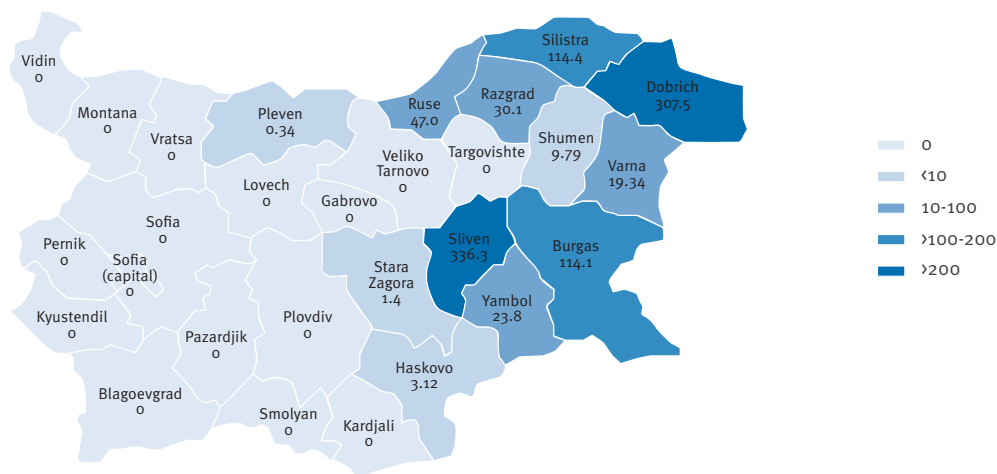 Vidin
0
Montana
0
Vratsa
0
Pleven
0.34
Ruse
47.0
Silistra
114.4
Razgrad
30.1
Dobrich
307.5
Shumen
9.79
Targovishte
0
Varna
19.34
Veliko
Tarnovo
0
Lovech
0
Gabrovo
0
Sofia
0
Pernik
0
Sofia
(capital)
0
Kyustendil
0
Sliven
336.3
Burgas
114.1
Stara
Zagora
1.4
Yambol
23.8
Plovdiv
0
Pazardjik
0
Haskovo
3.12
Blagoevgrad
0
Smolyan
0
Kardjali
0
0
<10
10-100
>100-200
>200